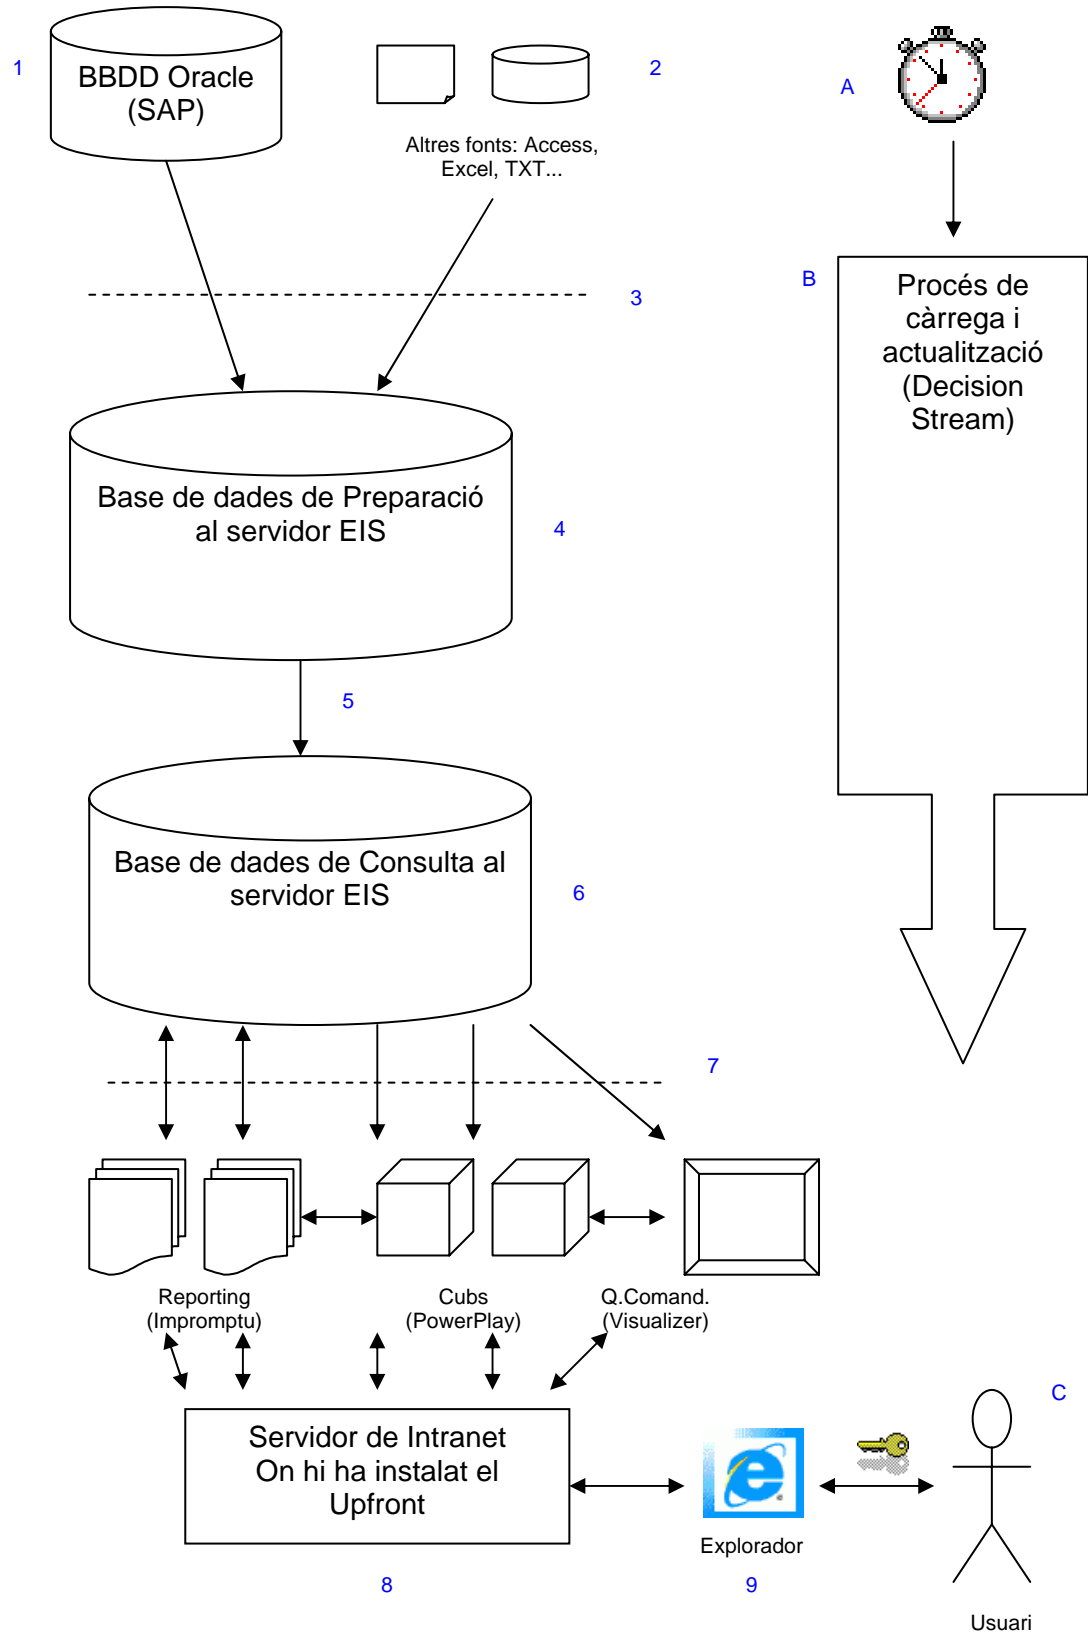 1
BBDD Oracle
(SAP)
2
Altres fonts: Access,
Excel, TXT...
A
3
B
Procés de
càrrega i
actualització
(Decision
Stream)
Base de dades de Preparació
al servidor EIS
4
5
Base de dades de Consulta al
servidor EIS
6
7
Reporting
(Impromptu)
Cubs
(PowerPlay)
Q.Comand.
(Visualizer)
Servidor de Intranet
On hi ha instalat el
Upfront
8
Explorador
9
C
Usuari